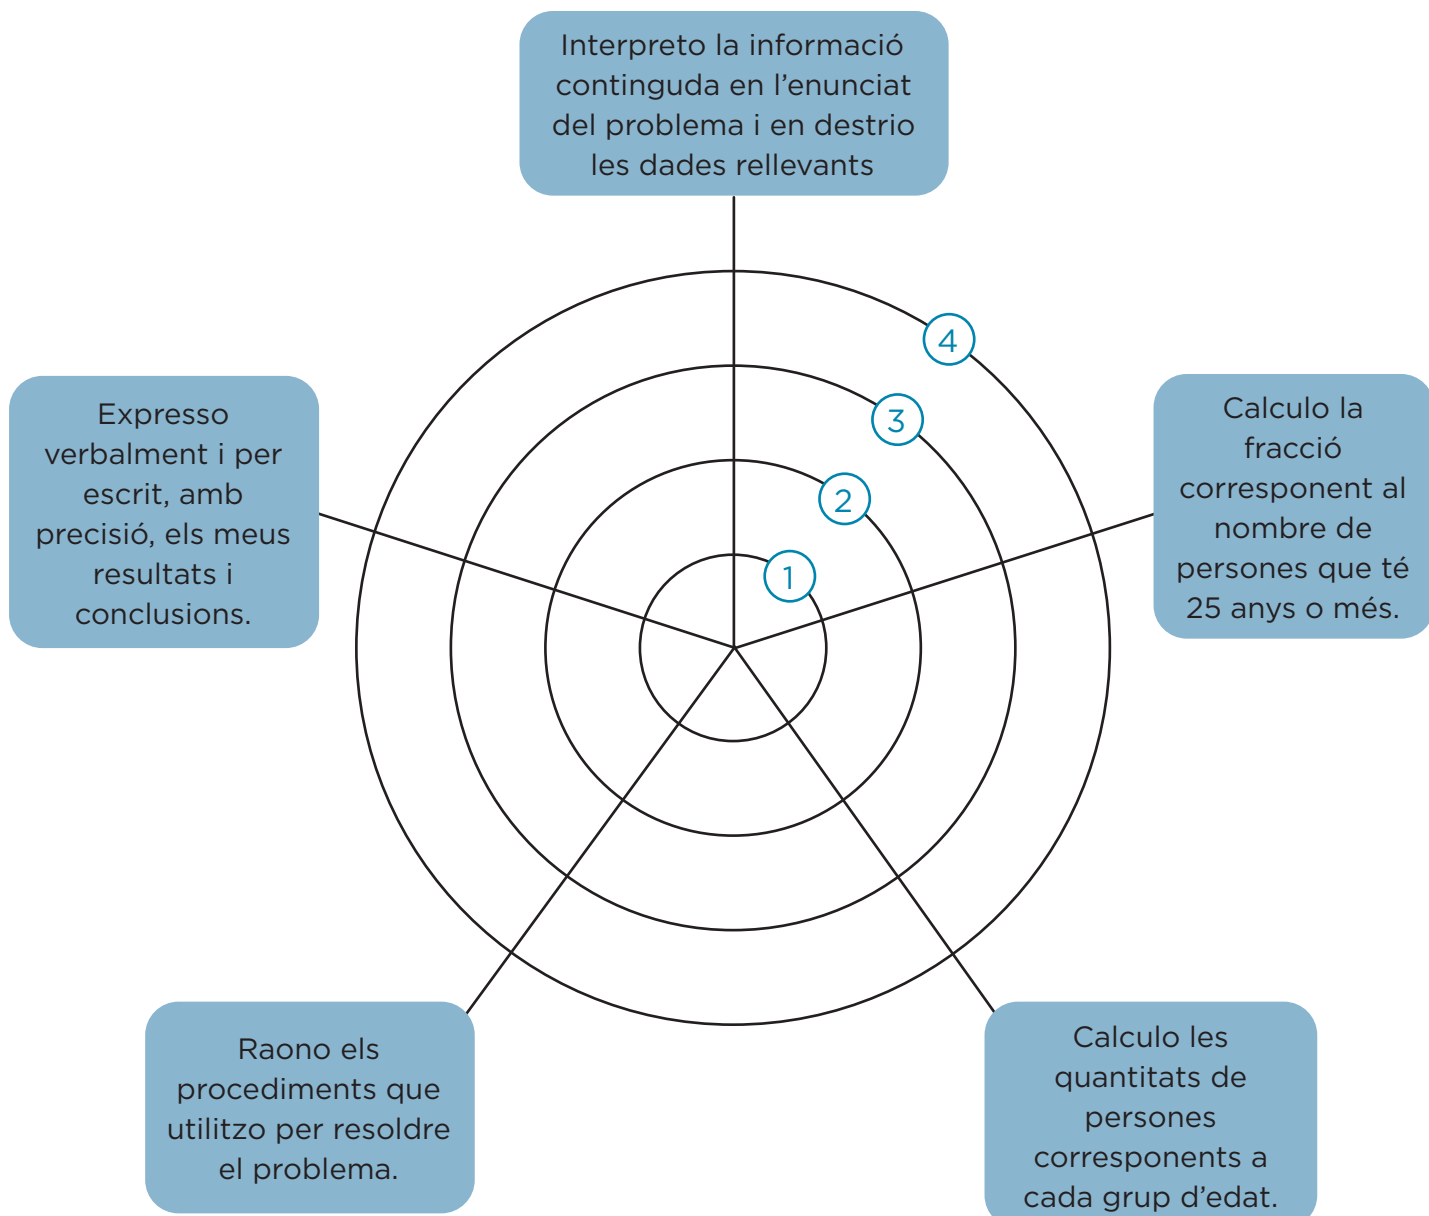 Interpreto la informació
continguda en l’enunciat
del problema i en destrio
les dades rellevants
4
3
2
1
Expresso
verbalment i per
escrit, amb
precisió, els meus
resultats i
conclusions.
Calculo la
fracció
corresponent al
nombre de
persones que té
25 anys o més.
Raono els
procediments que
utilitzo per resoldre
el problema.
Calculo les
quantitats de
persones
corresponents a
cada grup d’edat.